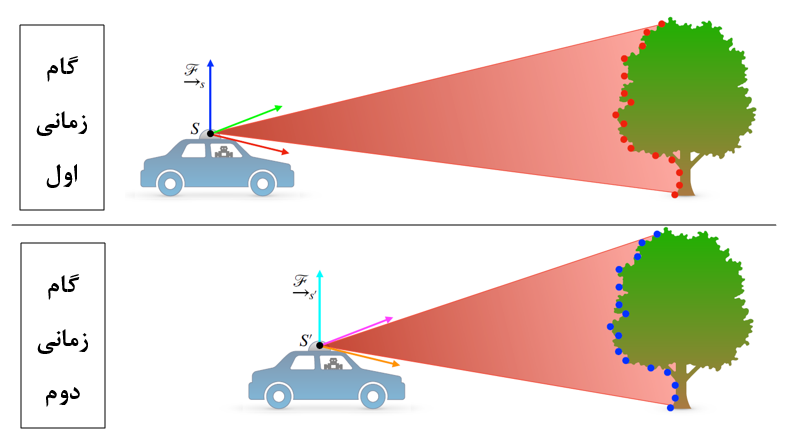 گام
زمانی
اول
ℱ
→s
S
گام
زمانی
دوم
ℱ
→s'
S'